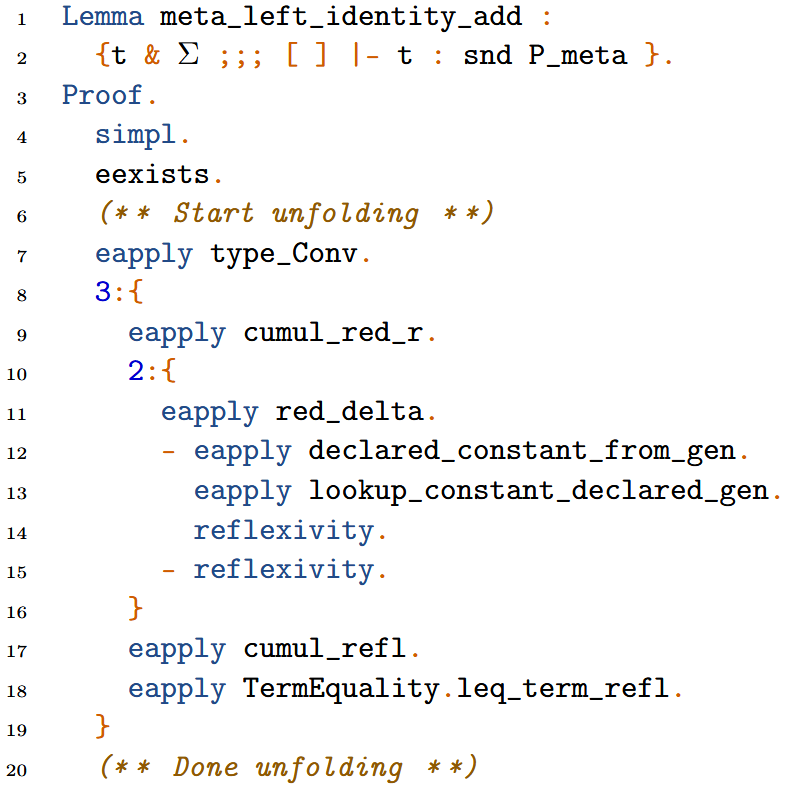 1 Lemma meta_left_identity_add :
2 {t & Σ ;;; [ ] |- t : snd P_meta }.
3 Proof.
4 simpl.
5 eexists.
6 (** Start unfolding **)
7 eapply type_Conv.
8 3:{
9 eapply cumul_red_r.
10 2:{
11 eapply red_delta.
12 - eapply declared_constant_from_gen.
13 eapply lookup_constant_declared_gen.
14 reflexivity.
15 - reflexivity.
16 }
17 eapply cumul_refl.
18 eapply TermEquality.leq_term_refl.
19 }
20 (** Done unfolding **)